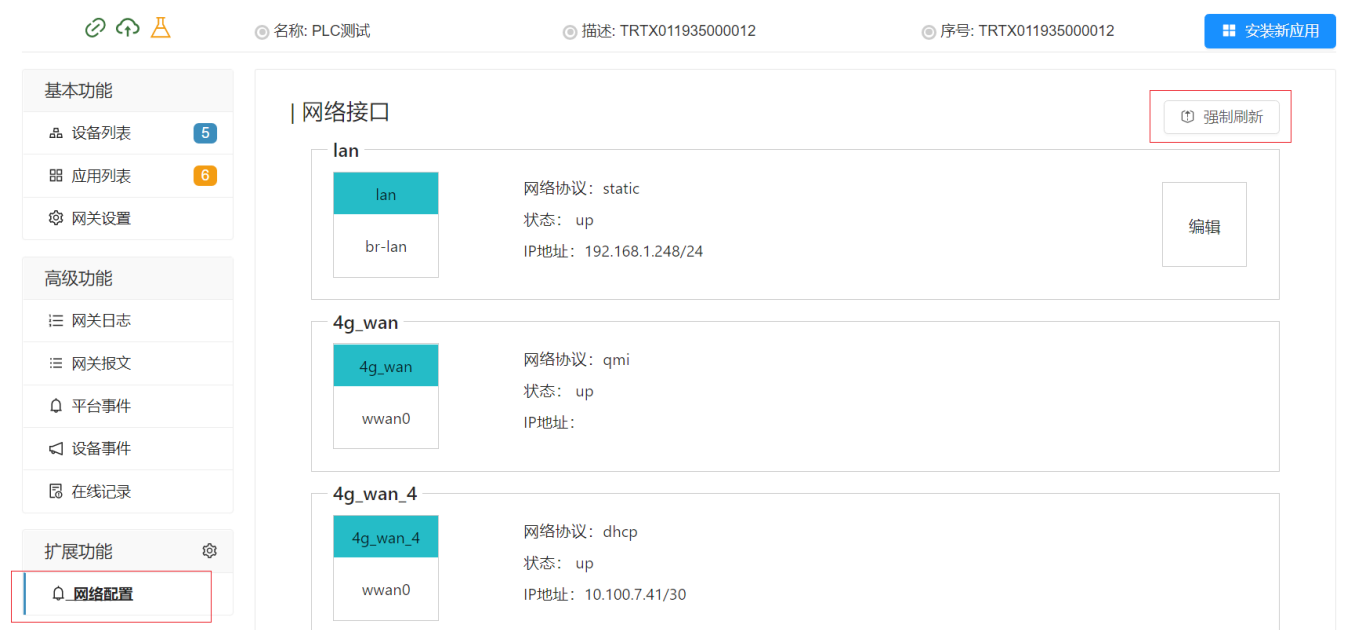 名称: PLC测试
描述: TRTX011935000012
序号: TRTX011935000012
安装新应用
基本功能
设备列表 5
应用列表 6
网关设置
高级功能
网关日志
网关报文
平台事件
设备事件
在线记录
扩展功能
网络配置
| 网络接口
强制刷新
lan
lan
br-lan
网络协议：static
状态： up
IP地址：192.168.1.248/24
编辑
4g_wan
4g_wan
wwan0
网络协议：qmi
状态： up
IP地址：
4g_wan_4
4g_wan_4
wwan0
网络协议：dhcp
状态： up
IP地址：10.100.7.41/30